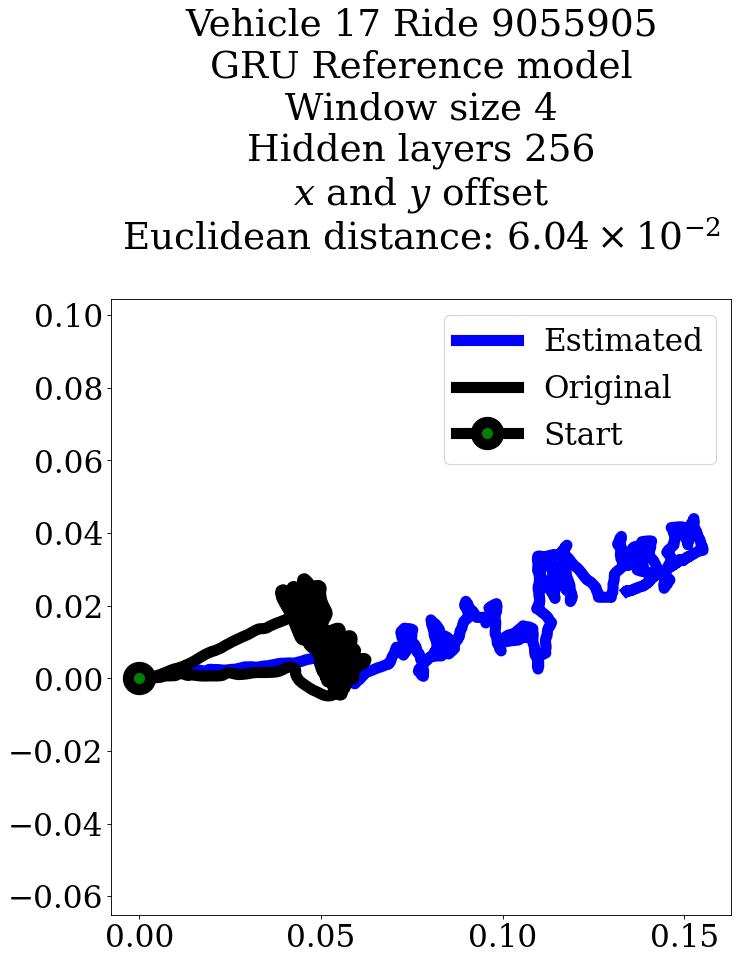 Vehicle 17 Ride 9055905
GRU Reference model
Window size 4
Hidden layers 256
x and y offset
Euclidean distance: 6.04 × 10⁻²
Estimated
Original
Start
0.10
0.08
0.06
0.04
0.02
0.00
−0.02
−0.04
−0.06
0.00 0.05 0.10 0.15